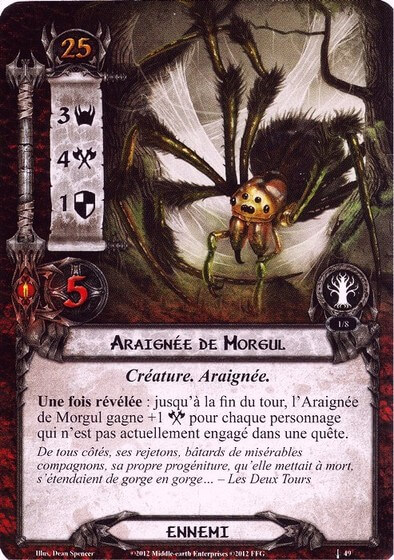 25
3
4
1
5
1/8
Araignée de Morgul
Créature. Araignée.
Une fois révélée : jusqu'à la fin du tour, l'Araignée
de Morgul gagne +1 pour chaque personnage
qui n'est pas actuellement engagé dans une quête.
De tous côtés, ses rejetons, bâtards de misérables
compagnons, sa propre progéniture, qu'elle mettait à mort,
s'étendaient de gorge en gorge… – Les Deux Tours
ENNEMI
Illus. Dean Spencer ©2012 Middle-earth Enterprises ©2012 FFG 49